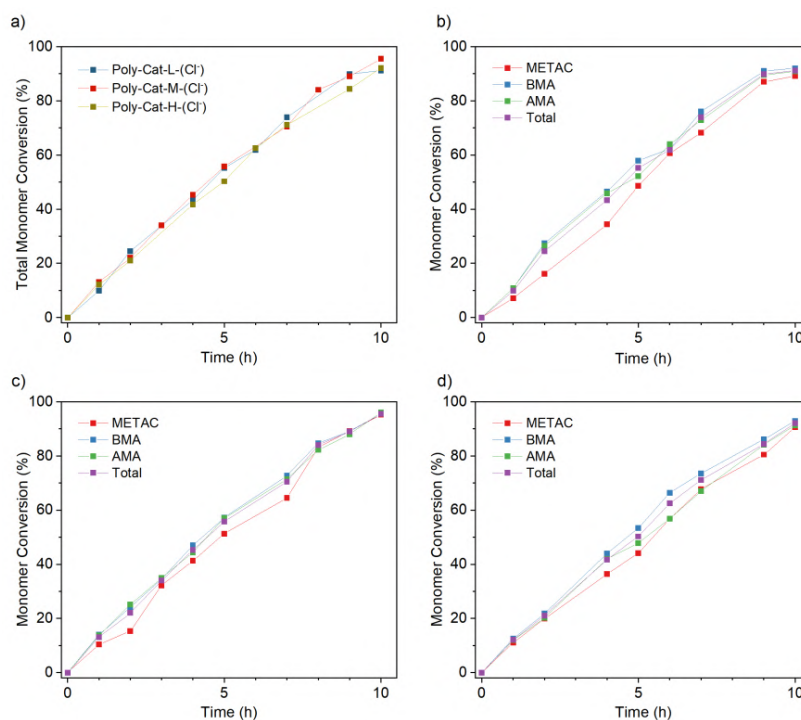 a)
Total Monomer Conversion (%)
100
80
60
40
20
0
Poly-Cat-L-(Cl⁻)
Poly-Cat-M-(Cl⁻)
Poly-Cat-H-(Cl⁻)
0 5 10
Time (h)
b)
Monomer Conversion (%)
100
80
60
40
20
0
METAC
BMA
AMA
Total
0 5 10
Time (h)
c)
Monomer Conversion (%)
100
80
60
40
20
0
METAC
BMA
AMA
Total
0 5 10
Time (h)
d)
Monomer Conversion (%)
100
80
60
40
20
0
METAC
BMA
AMA
Total
0 5 10
Time (h)